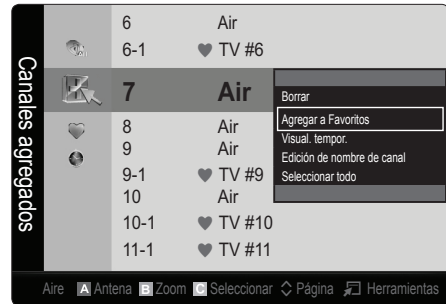 Canales agregados
6 Air
6-1 TV #6
7 Air
8 Air
9 Air
9-1 TV #9
10 Air
10-1 TV #10
11-1 TV #11
Borrar
Agregar a Favoritos
Visual. tempor.
Edición de nombre de canal
Seleccionar todo
Aire A Antena B Zoom C Seleccionar Página Herramientas